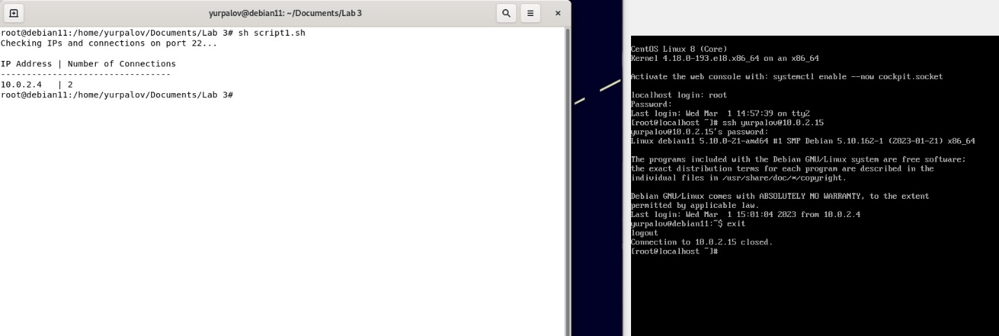 yurpalov@debian11: ~/Documents/Lab 3
root@debian11:/home/yurpalov/Documents/Lab 3# sh script1.sh
Checking IPs and connections on port 22...
IP Address | Number of Connections
---------------------------------
10.0.2.4   | 2
root@debian11:/home/yurpalov/Documents/Lab 3#
CentOS Linux 8 (Core)
Kernel 4.18.0-193.el8.x86_64 on an x86_64
Activate the web console with: systemctl enable --now cockpit.socket
localhost login: root
Password:
Last login: Wed Mar  1 14:57:39 on tty2
[root@localhost ~]# ssh yurpalov@10.0.2.15
yurpalov@10.0.2.15's password:
Linux debian11 5.10.0-21-amd64 #1 SMP Debian 5.10.162-1 (2023-01-21) x86_64
The programs included with the Debian GNU/Linux system are free software;
the exact distribution terms for each program are described in the
individual files in /usr/share/doc/*/copyright.
Debian GNU/Linux comes with ABSOLUTELY NO WARRANTY, to the extent
permitted by applicable law.
Last login: Wed Mar  1 15:01:04 2023 from 10.0.2.4
yurpalov@debian11:~$ exit
logout
Connection to 10.0.2.15 closed.
[root@localhost ~]#